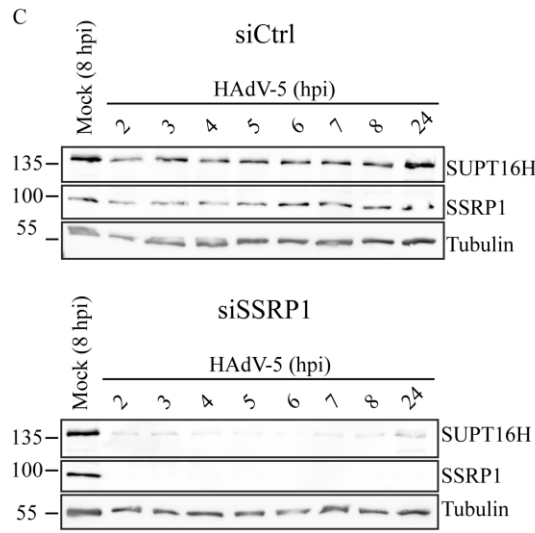 C
siCtrl
Mock (8 hpi)
HAdV-5 (hpi)
2 3 4 5 6 7 8 24
135 SUPT16H
100 SSRP1
55 Tubulin
siSSRP1
Mock (8 hpi)
HAdV-5 (hpi)
2 3 4 5 6 7 8 24
135 SUPT16H
100 SSRP1
55 Tubulin